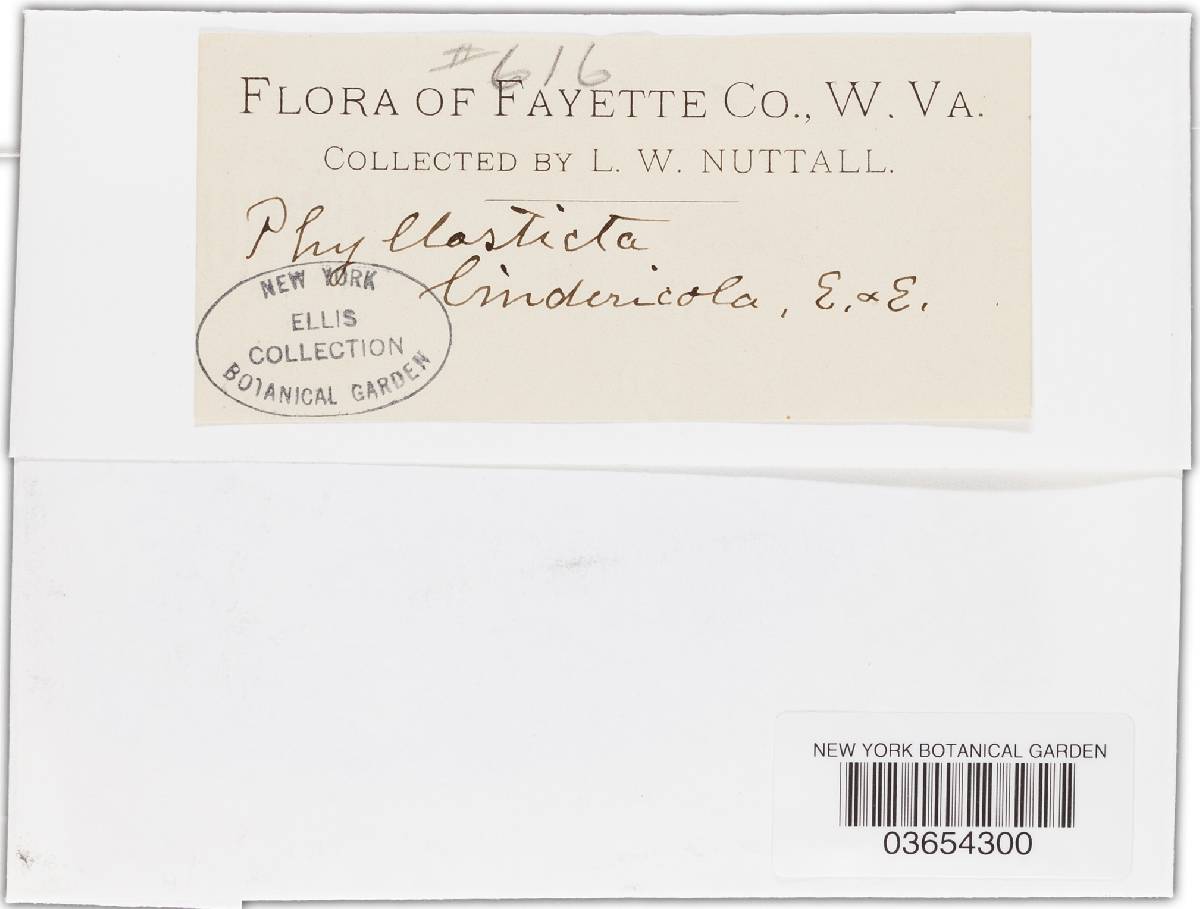 #616
FLORA OF FAYETTE CO., W. VA.
COLLECTED BY L. W. NUTTALL.
Phyllosticta
lindericola, E. & E.
NEW YORK
ELLIS
COLLECTION
BOTANICAL GARDEN
NEW YORK BOTANICAL GARDEN
03654300